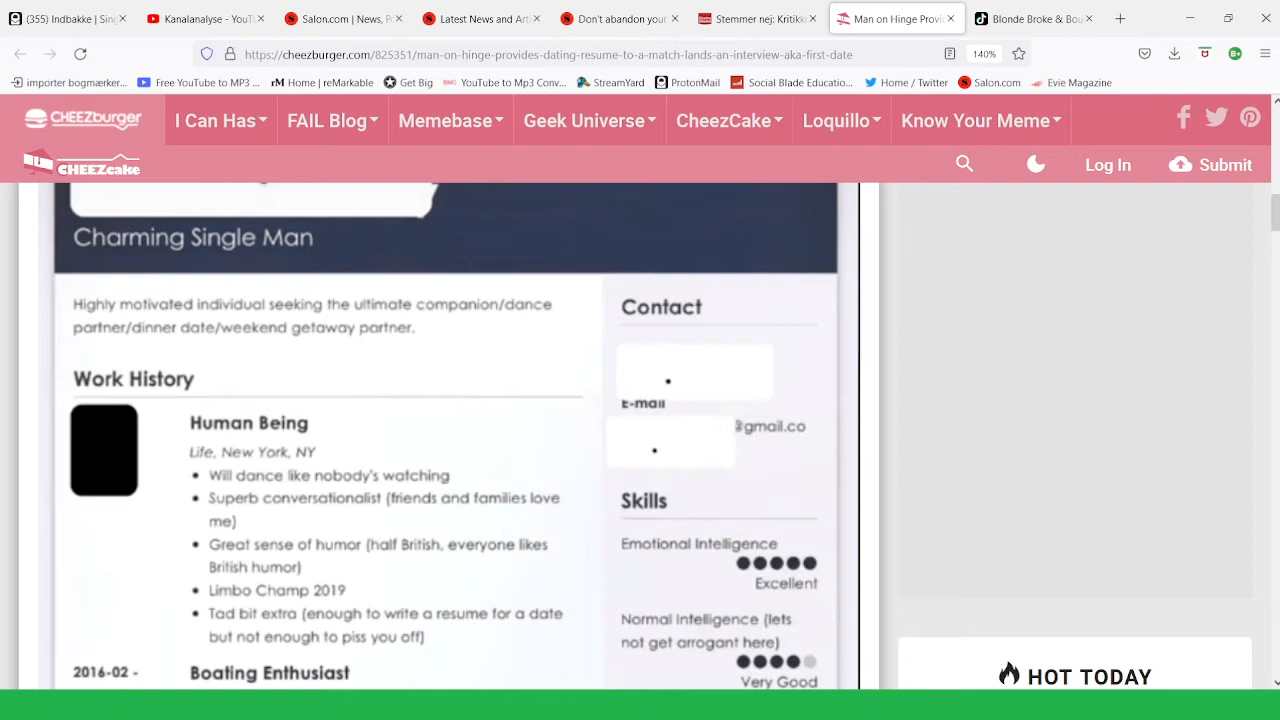 (355) Indbakke | Sing
Kanalanalyse - YouT
Salon.com | News, P
Latest News and Art
Don't abandon your
Stemmer nej: Kritikk
Man on Hinge Provi
Blonde Broke & Bou
https://cheezburger.com/825351/man-on-hinge-provides-dating-resume-to-a-match-lands-an-interview-aka-first-date
140%
importer bogmærker...
Free YouTube to MP3 ...
rM Home | reMarkable
Get Big
YouTube to Mp3 Conv...
StreamYard
ProtonMail
Social Blade Educatio...
Home / Twitter
Salon.com
Evie Magazine
CHEEZburger
I Can Has
FAIL Blog
Memebase
Geek Universe
CheezCake
Loquillo
Know Your Meme
CHEEZcake
Log In
Submit
Charming Single Man
Highly motivated individual seeking the ultimate companion/dance
partner/dinner date/weekend getaway partner.
Work History
Human Being
Life, New York, NY
• Will dance like nobody's watching
• Superb conversationalist (friends and families love
me)
• Great sense of humor (half British, everyone likes
British humor)
• Limbo Champ 2019
• Tad bit extra (enough to write a resume for a date
but not enough to piss you off)
2016-02 -
Boating Enthusiast
Contact
E-mail
@gmail.co
Skills
Emotional Intelligence
Excellent
Normal Intelligence (lets
not get arrogant here)
Very Good
HOT TODAY